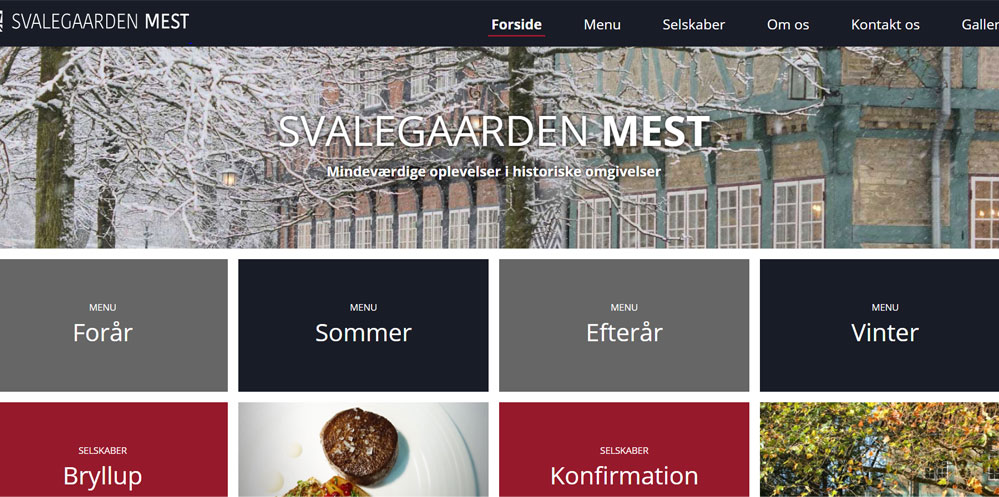 SVALEGAARDEN MEST
Forside Menu Selskaber Om os Kontakt os
SVALEGAARDEN MEST
Mindeværdige oplevelser i historiske omgivelser
MENU MENU MENU MENU
Forår Sommer Efterår Vinter
SELSKABER SELSKABER
Bryllup Konfirmation